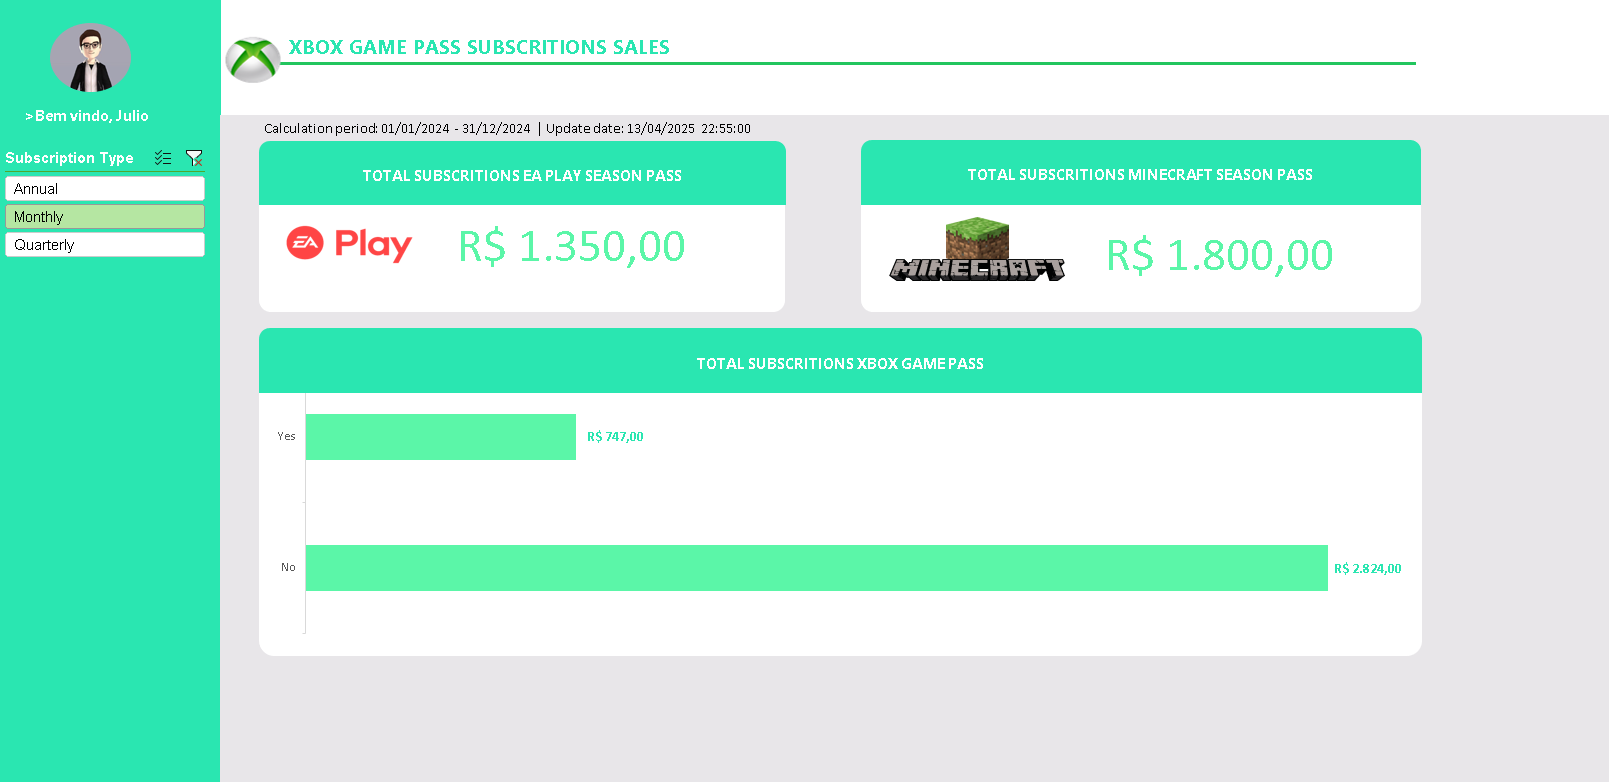 >Bem vindo, Julio
Subscription Type
Annual
Monthly
Quarterly
XBOX GAME PASS SUBSCRITIONS SALES
Calculation period: 01/01/2024 - 31/12/2024 | Update date: 13/04/2025 22:55:00
TOTAL SUBSCRITIONS EA PLAY SEASON PASS
EA Play
R$ 1.350,00
TOTAL SUBSCRITIONS MINECRAFT SEASON PASS
MINECRAFT
R$ 1.800,00
TOTAL SUBSCRITIONS XBOX GAME PASS
Yes
R$ 747,00
No
R$ 2.824,00